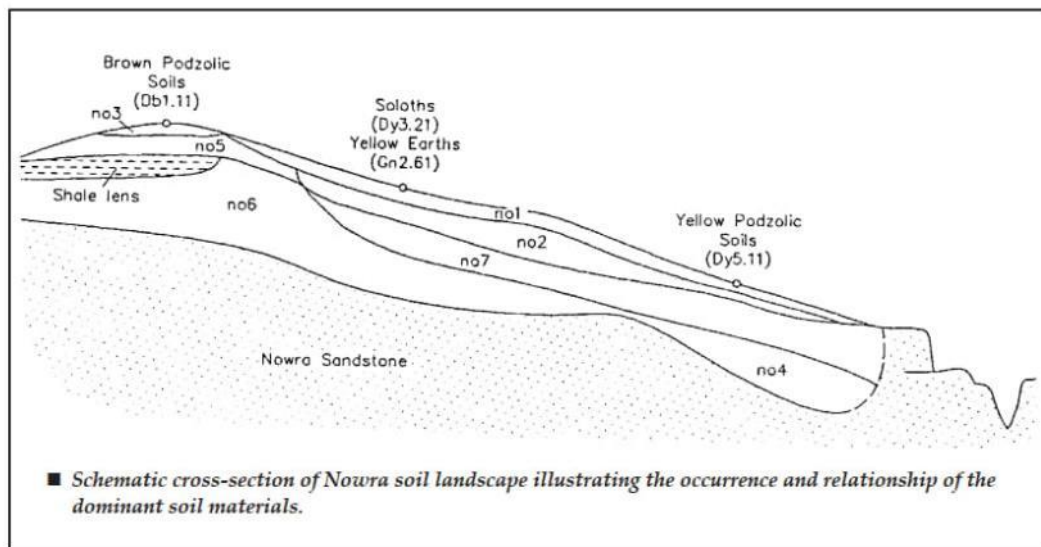 Brown Podzolic
Soils
(Db1.11)
no3
Soloths
(Dy3.21)
Yellow Earths
(Gn2.61)
no5
Shale lens
no1
no6
no2
Yellow Podzolic
Soils
(Dy5.11)
no7
Nowra Sandstone
no4
■ Schematic cross-section of Nowra soil landscape illustrating the occurrence and relationship of the
dominant soil materials.